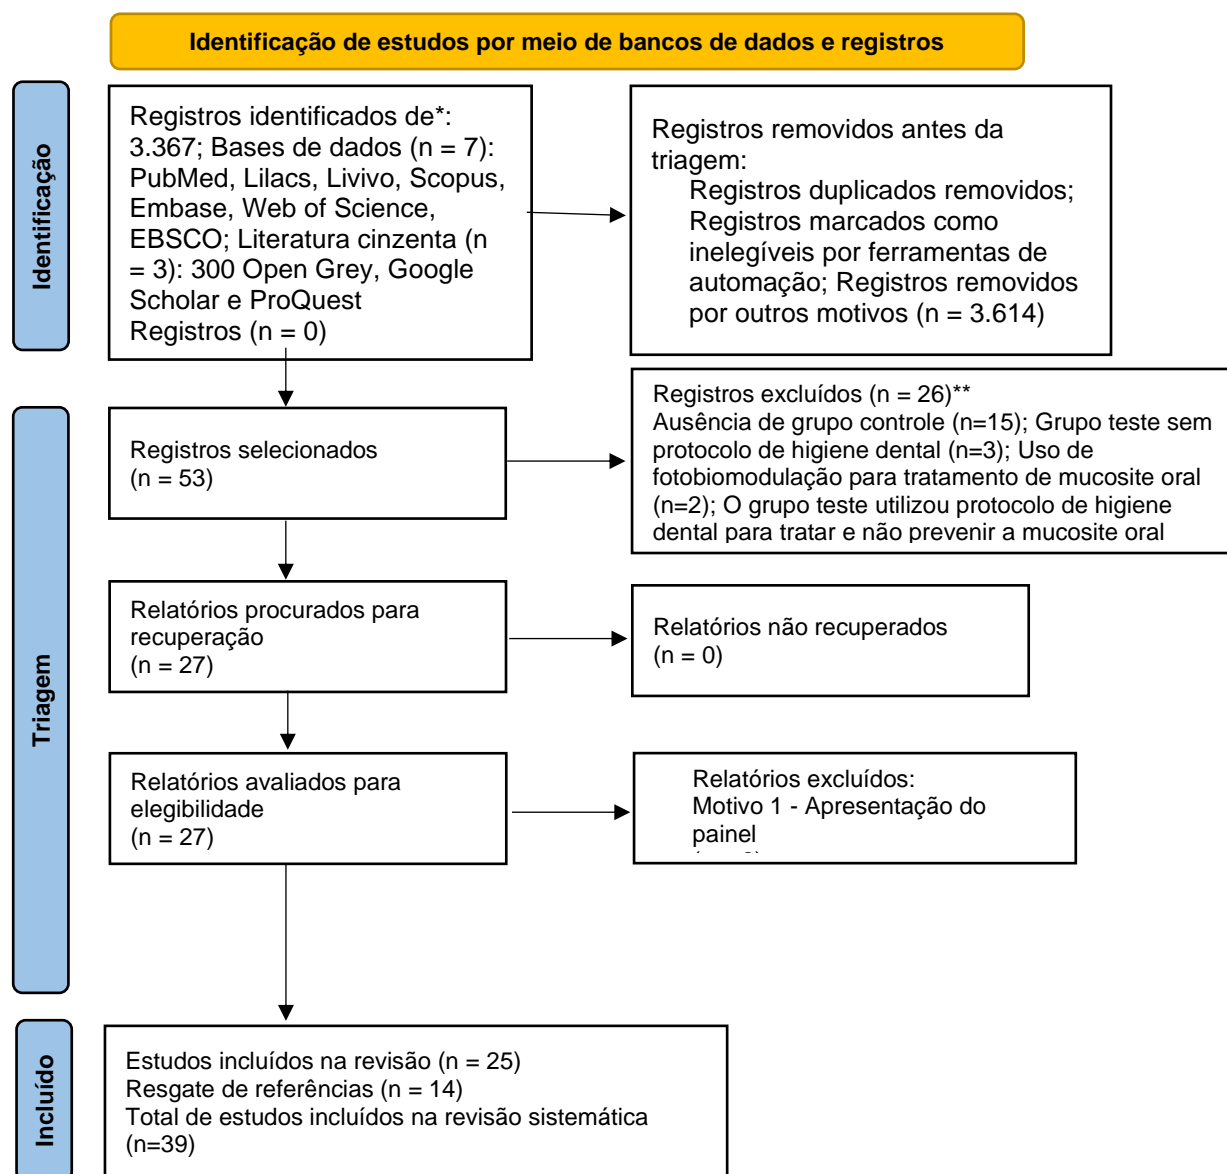 Identificação de estudos por meio de bancos de dados e registros
Identificação
Registros identificados de*:
3.367; Bases de dados (n = 7):
PubMed, Lilacs, Livivo, Scopus,
Embase, Web of Science,
EBSCO; Literatura cinzenta (n
= 3): 300 Open Grey, Google
Scholar e ProQuest
Registros (n = 0)
Registros removidos antes da
triagem:
Registros duplicados removidos;
Registros marcados como
inelegíveis por ferramentas de
automação; Registros removidos
por outros motivos (n = 3.614)
Triagem
Registros selecionados
(n = 53)
Registros excluídos (n = 26)**
Ausência de grupo controle (n=15); Grupo teste sem
protocolo de higiene dental (n=3); Uso de
fotobiomodulação para tratamento de mucosite oral
(n=2); O grupo teste utilizou protocolo de higiene
dental para tratar e não prevenir a mucosite oral
Relatórios procurados para
recuperação
(n = 27)
Relatórios não recuperados
(n = 0)
Relatórios avaliados para
elegibilidade
(n = 27)
Relatórios excluídos:
Motivo 1 - Apresentação do
painel
Incluído
Estudos incluídos na revisão (n = 25)
Resgate de referências (n = 14)
Total de estudos incluídos na revisão sistemática
(n=39)